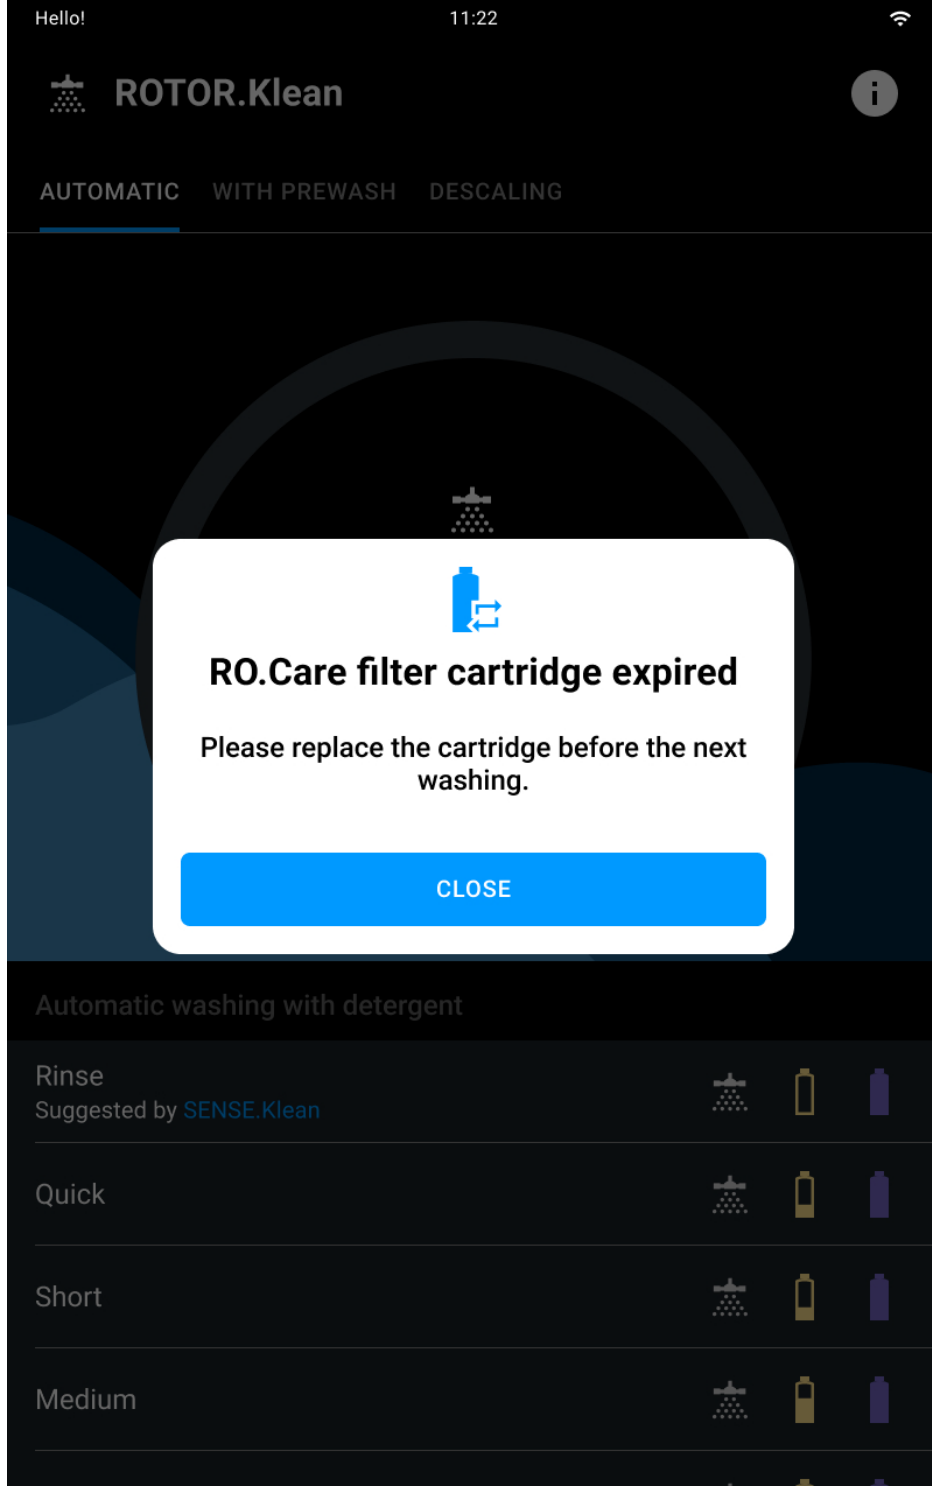 Hello!
11:22
ROTOR.Klean
AUTOMATIC
WITH PREWASH
DESCALING
RO.Care filter cartridge expired
Please replace the cartridge before the next
washing.
CLOSE
Automatic washing with detergent
Rinse
Suggested by SENSE.Klean
Quick
Short
Medium